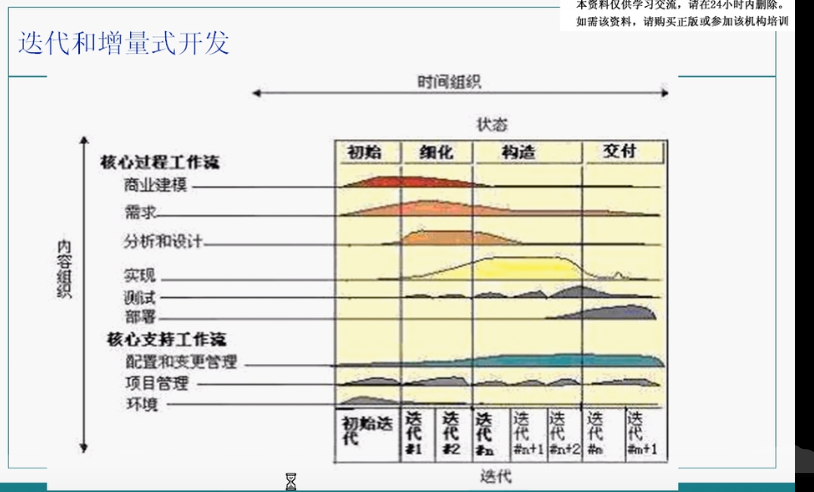 本资料仅供学习交流，请在24小时内删除。
如需该资料，请购买正版或参加该机构培训
迭代和增量式开发
时间组织
状态
初始 细化 构造 交付
核心过程工作流
商业建模
需求
分析和设计
实现
测试
部署
核心支持工作流
配置和变更管理
项目管理
环境
内容组织
初始迭代 迭代#1 迭代#2 迭代#n 迭代#n+1 迭代#n+2 迭代#m 迭代#m+1
迭代